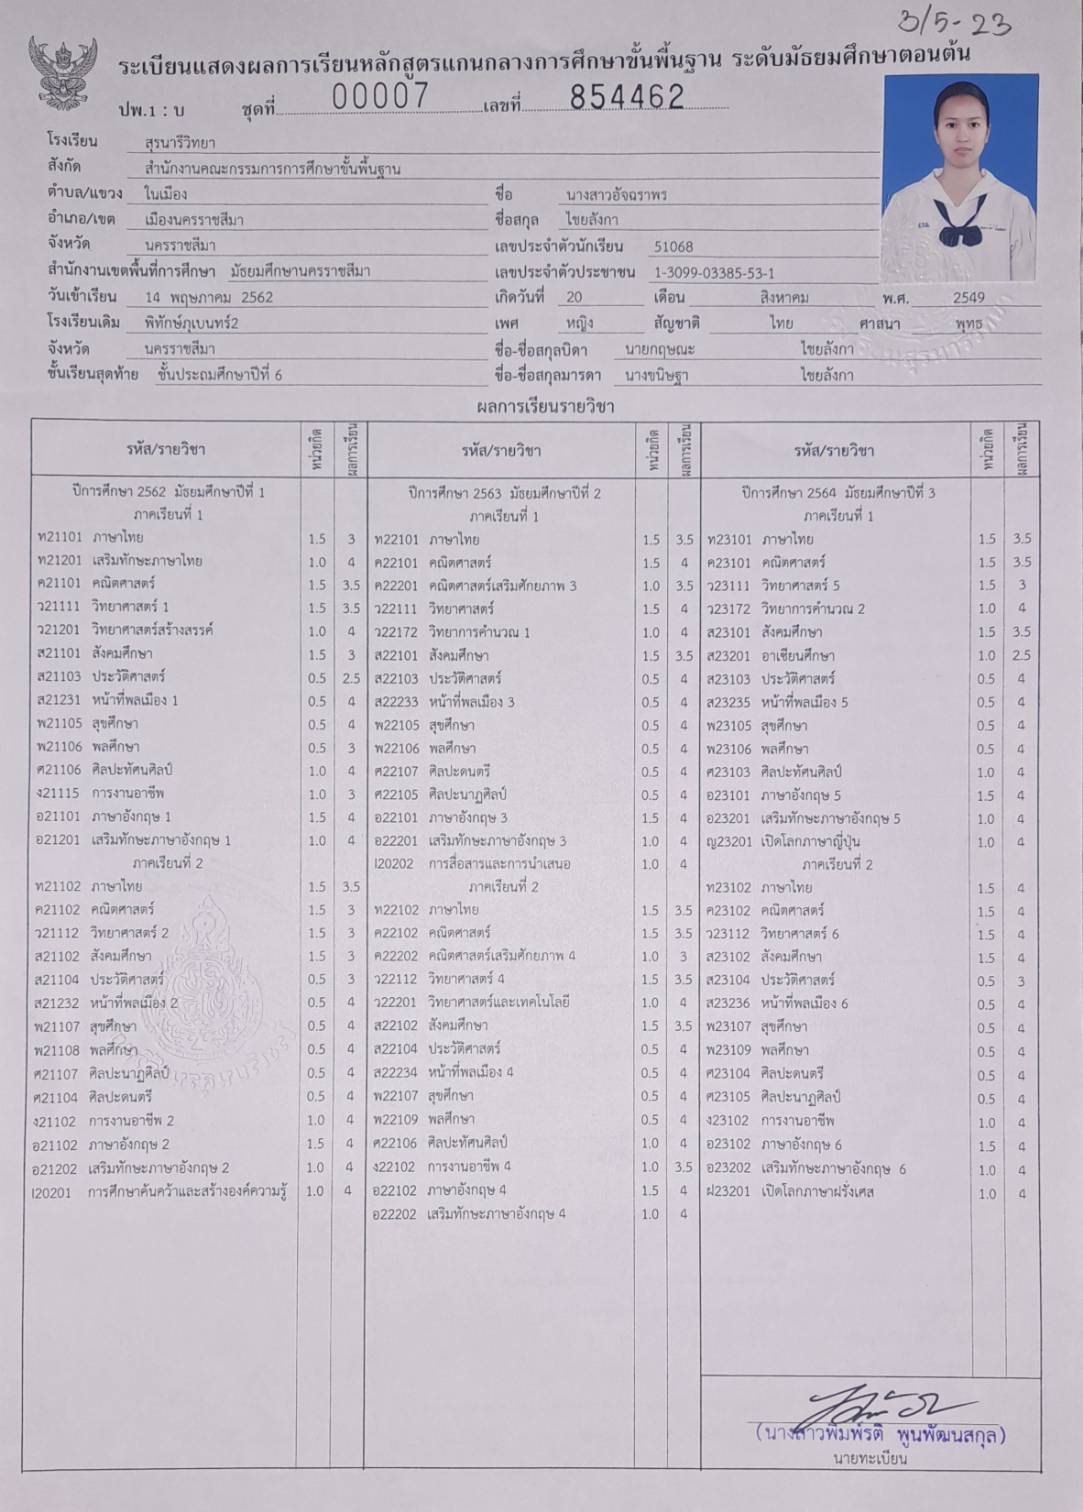 3/5-23
ระเบียนแสดงผลการเรียนหลักสูตรแกนกลางการศึกษาขั้นพื้นฐาน ระดับมัธยมศึกษาตอนต้น
ปพ.1 : บ ชุดที่ 00007 เลขที่ 854462
โรงเรียน สุรนารีวิทยา
สังกัด สำนักงานคณะกรรมการการศึกษาขั้นพื้นฐาน
ตำบล/แขวง ในเมือง ชื่อ นางสาวอัจฉราพร
อำเภอ/เขต เมืองนครราชสีมา ชื่อสกุล ไชยลังกา
จังหวัด นครราชสีมา เลขประจำตัวนักเรียน 51068
สำนักงานเขตพื้นที่การศึกษา มัธยมศึกษานครราชสีมา เลขประจำตัวประชาชน 1-3099-03385-53-1
วันเข้าเรียน 14 พฤษภาคม 2562 เกิดวันที่ 20 เดือน สิงหาคม พ.ศ. 2549
โรงเรียนเดิม พิทักษ์ภูเบนทร์2 เพศ หญิง สัญชาติ ไทย ศาสนา พุทธ
จังหวัด นครราชสีมา ชื่อ-ชื่อสกุลบิดา นายกฤษณะ ไชยลังกา
ชั้นเรียนสุดท้าย ชั้นประถมศึกษาปีที่ 6 ชื่อ-ชื่อสกุลมารดา นางขนิษฐา ไชยลังกา
ผลการเรียนรายวิชา
รหัส/รายวิชา หน่วยกิต ผลการเรียน
ปีการศึกษา 2562 มัธยมศึกษาปีที่ 1
ภาคเรียนที่ 1
ท21101 ภาษาไทย 1.5 3
ท21201 เสริมทักษะภาษาไทย 1.0 4
ค21101 คณิตศาสตร์ 1.5 3.5
ว21111 วิทยาศาสตร์ 1 1.5 3.5
ว21201 วิทยาศาสตร์สร้างสรรค์ 1.0 4
ส21101 สังคมศึกษา 1.5 3
ส21103 ประวัติศาสตร์ 0.5 2.5
ส21231 หน้าที่พลเมือง 1 0.5 4
พ21105 สุขศึกษา 0.5 4
พ21106 พลศึกษา 0.5 3
ศ21106 ศิลปะทัศนศิลป์ 1.0 4
ง21115 การงานอาชีพ 1.0 3
อ21101 ภาษาอังกฤษ 1 1.5 4
อ21201 เสริมทักษะภาษาอังกฤษ 1 1.0 4
ภาคเรียนที่ 2
ท21102 ภาษาไทย 1.5 3.5
ค21102 คณิตศาสตร์ 1.5 3
ว21112 วิทยาศาสตร์ 2 1.5 3
ส21102 สังคมศึกษา 1.5 3
ส21104 ประวัติศาสตร์ 0.5 3
ส21232 หน้าที่พลเมือง 2 0.5 4
พ21107 สุขศึกษา 0.5 4
พ21108 พลศึกษา 0.5 4
ศ21107 ศิลปะนาฏศิลป์ 0.5 4
ศ21104 ศิลปะดนตรี 0.5 4
ง21102 การงานอาชีพ 2 1.0 4
อ21102 ภาษาอังกฤษ 2 1.5 4
อ21202 เสริมทักษะภาษาอังกฤษ 2 1.0 4
I20201 การศึกษาค้นคว้าและสร้างองค์ความรู้ 1.0 4
รหัส/รายวิชา หน่วยกิต ผลการเรียน
ปีการศึกษา 2563 มัธยมศึกษาปีที่ 2
ภาคเรียนที่ 1
ท22101 ภาษาไทย 1.5 3.5
ค22101 คณิตศาสตร์ 1.5 4
ค22201 คณิตศาสตร์เสริมศักยภาพ 3 1.0 3.5
ว22111 วิทยาศาสตร์ 1.5 4
ว22172 วิทยาการคำนวณ 1 1.0 4
ส22101 สังคมศึกษา 1.5 3.5
ส22103 ประวัติศาสตร์ 0.5 4
ส22233 หน้าที่พลเมือง 3 0.5 4
พ22105 สุขศึกษา 0.5 4
พ22106 พลศึกษา 0.5 4
ศ22107 ศิลปะดนตรี 0.5 4
ศ22105 ศิลปะนาฏศิลป์ 0.5 4
อ22101 ภาษาอังกฤษ 3 1.5 4
อ22201 เสริมทักษะภาษาอังกฤษ 3 1.0 4
I20202 การสื่อสารและการนำเสนอ 1.0 4
ภาคเรียนที่ 2
ท22102 ภาษาไทย 1.5 3.5
ค22102 คณิตศาสตร์ 1.5 3.5
ค22202 คณิตศาสตร์เสริมศักยภาพ 4 1.0 3
ว22112 วิทยาศาสตร์ 4 1.5 3.5
ว22201 วิทยาศาสตร์และเทคโนโลยี 1.0 4
ส22102 สังคมศึกษา 1.5 3.5
ส22104 ประวัติศาสตร์ 0.5 4
ส22234 หน้าที่พลเมือง 4 0.5 4
พ22107 สุขศึกษา 0.5 4
พ22109 พลศึกษา 0.5 4
ศ22106 ศิลปะทัศนศิลป์ 1.0 4
ง22102 การงานอาชีพ 4 1.0 3.5
อ22102 ภาษาอังกฤษ 4 1.5 4
อ22202 เสริมทักษะภาษาอังกฤษ 4 1.0 4
รหัส/รายวิชา หน่วยกิต ผลการเรียน
ปีการศึกษา 2564 มัธยมศึกษาปีที่ 3
ภาคเรียนที่ 1
ท23101 ภาษาไทย 1.5 3.5
ค23101 คณิตศาสตร์ 1.5 3.5
ว23111 วิทยาศาสตร์ 5 1.5 3
ว23172 วิทยาการคำนวณ 2 1.0 4
ส23101 สังคมศึกษา 1.5 3.5
ส23201 อาเซียนศึกษา 1.0 2.5
ส23103 ประวัติศาสตร์ 0.5 4
ส23235 หน้าที่พลเมือง 5 0.5 4
พ23105 สุขศึกษา 0.5 4
พ23106 พลศึกษา 0.5 4
ศ23103 ศิลปะทัศนศิลป์ 1.0 4
อ23101 ภาษาอังกฤษ 5 1.5 4
อ23201 เสริมทักษะภาษาอังกฤษ 5 1.0 4
ญ23201 เปิดโลกภาษาญี่ปุ่น 1.0 4
ภาคเรียนที่ 2
ท23102 ภาษาไทย 1.5 4
ค23102 คณิตศาสตร์ 1.5 4
ว23112 วิทยาศาสตร์ 6 1.5 4
ส23102 สังคมศึกษา 1.5 4
ส23104 ประวัติศาสตร์ 0.5 3
ส23236 หน้าที่พลเมือง 6 0.5 4
พ23107 สุขศึกษา 0.5 4
พ23109 พลศึกษา 0.5 4
ศ23104 ศิลปะดนตรี 0.5 4
ศ23105 ศิลปะนาฏศิลป์ 0.5 4
ง23102 การงานอาชีพ 1.0 4
อ23102 ภาษาอังกฤษ 6 1.5 4
อ23202 เสริมทักษะภาษาอังกฤษ 6 1.0 4
ฝ23201 เปิดโลกภาษาฝรั่งเศส 1.0 4
(นางสาวพิมพ์รติ พูนพัฒนสกุล)
นายทะเบียน